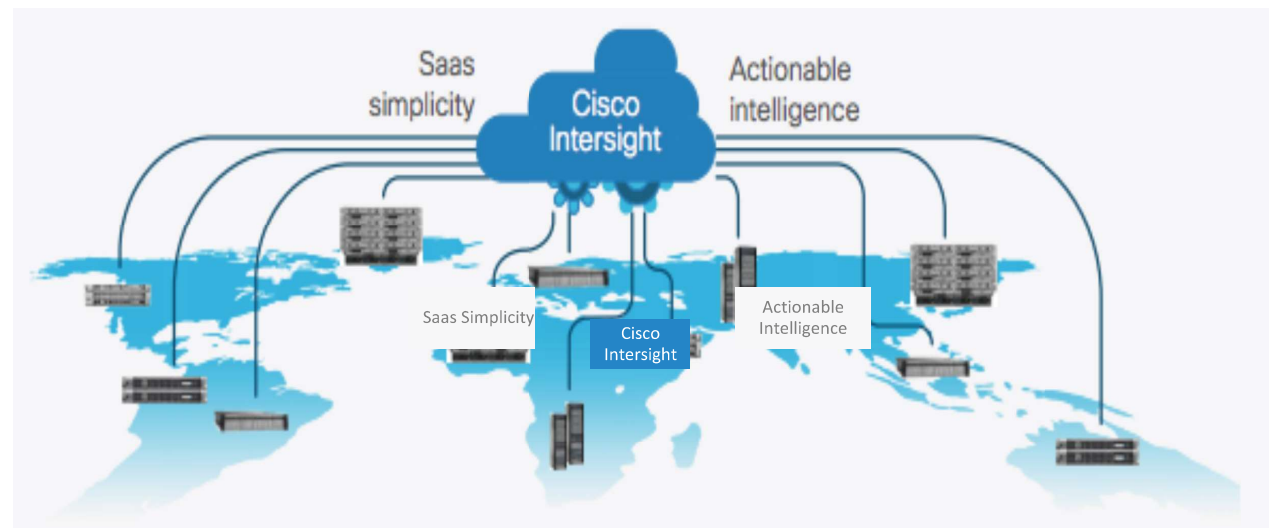 Saas
simplicity
Cisco
Intersight
Actionable
intelligence
Saas Simplicity
Cisco
Intersight
Actionable
Intelligence